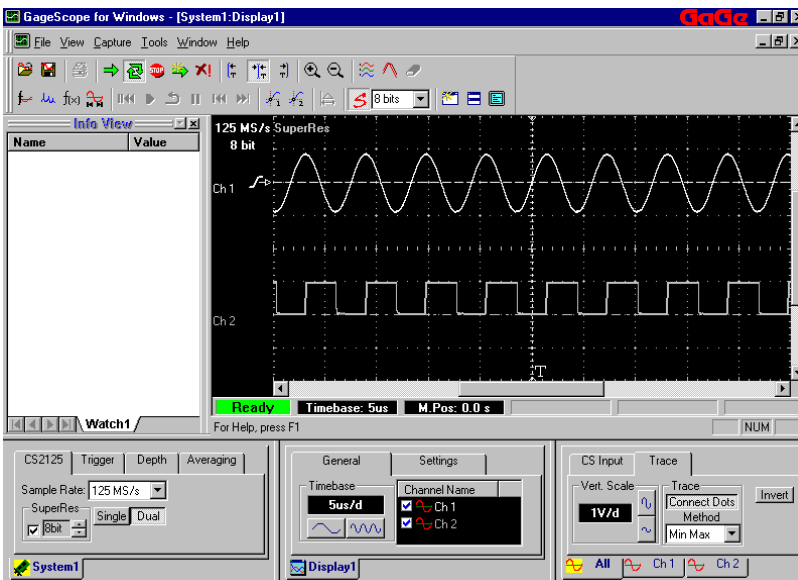 GageScope for Windows - [System1:Display1]
GaGe
File View Capture Tools Window Help
STOP
f(x)
8 bits
Info View
Name Value
125 MS/s SuperRes
8 bit
Ch 1
Ch 2
T
Ready Timebase: 5us M.Pos: 0.0 s
Watch1
For Help, press F1
NUM
CS2125 Trigger Depth Averaging
Sample Rate: 125 MS/s
SuperRes
8bit
Single Dual
System1
General Settings
Timebase
5us/d
Channel Name
Ch 1
Ch 2
Display1
CS Input Trace
Vert. Scale
1V/d
Trace
Connect Dots
Method
Min Max
Invert
All Ch 1 Ch 2